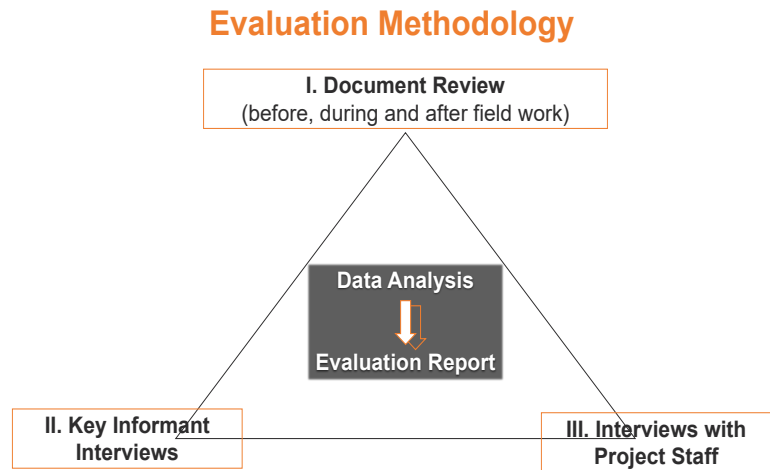 Evaluation Methodology
I. Document Review
(before, during and after field work)
Data Analysis
Evaluation Report
II. Key Informant
Interviews
III. Interviews with
Project Staff